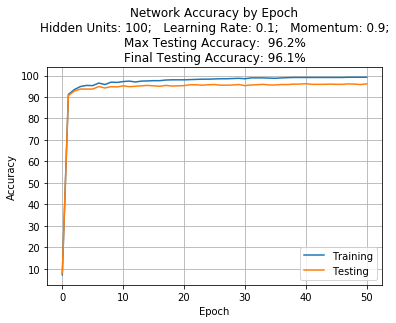 Network Accuracy by Epoch
Hidden Units: 100;   Learning Rate: 0.1;   Momentum: 0.9;
Max Testing Accuracy:  96.2%
Final Testing Accuracy: 96.1%
100
90
80
70
60
50
40
30
20
10
Accuracy
Training
Testing
0
10
20
30
40
50
Epoch